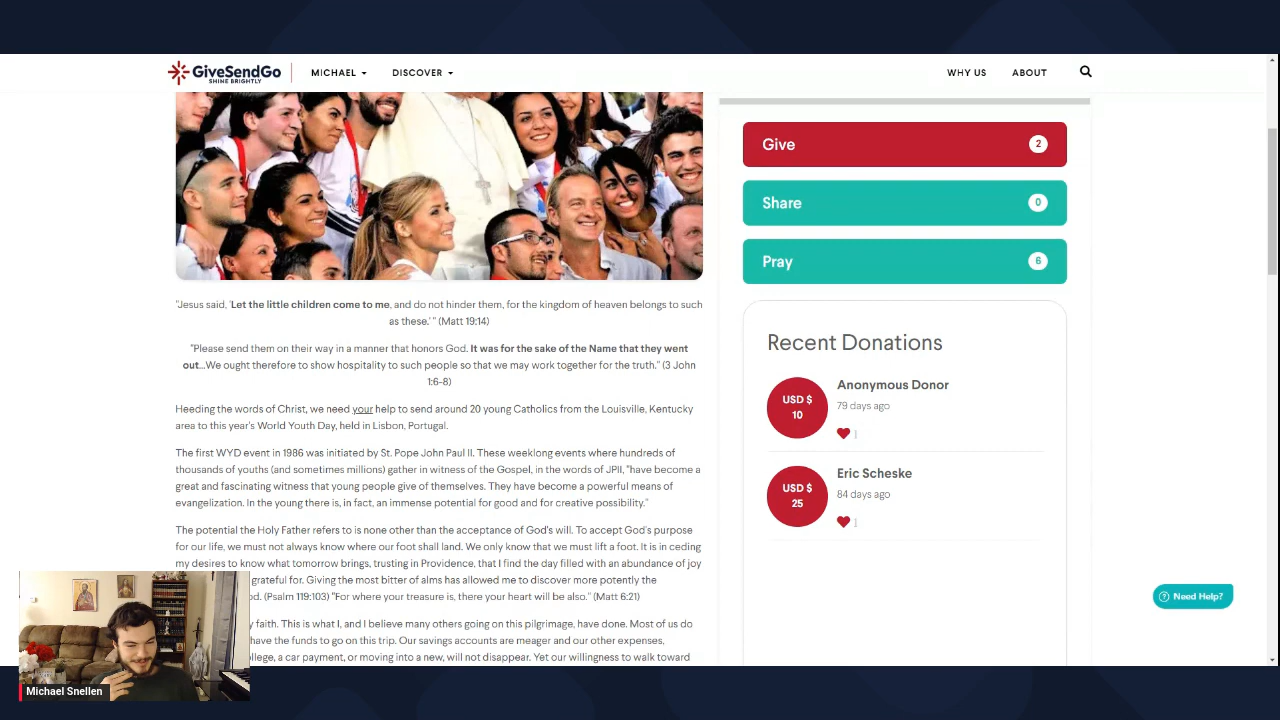 GiveSendGo
SHINE BRIGHTLY
MICHAEL
DISCOVER
WHY US
ABOUT
Give 2
Share 0
Pray 6
"Jesus said, 'Let the little children come to me, and do not hinder them, for the kingdom of heaven belongs to such
as these.' " (Matt 19:14)
"Please send them on their way in a manner that honors God. It was for the sake of the Name that they went
out...We ought therefore to show hospitality to such people so that we may work together for the truth." (3 John
1:6-8)
Heeding the words of Christ, we need your help to send around 20 young Catholics from the Louisville, Kentucky
area to this year's World Youth Day, held in Lisbon, Portugal.
The first WYD event in 1986 was initiated by St. Pope John Paul II. These weeklong events where hundreds of
thousands of youths (and sometimes millions) gather in witness of the Gospel, in the words of JPII, "have become a
great and fascinating witness that young people give of themselves. They have become a powerful means of
evangelization. In the young there is, in fact, an immense potential for good and for creative possibility."
The potential the Holy Father refers to is none other than the acceptance of God's will. To accept God's purpose
for our life, we must not always know where our foot shall land. We only know that we must lift a foot. It is in ceding
my desires to know what tomorrow brings, trusting in Providence, that I find the day filled with an abundance of joy
grateful for. Giving the most bitter of alms has allowed me to discover more potently the
d. (Psalm 119:103) "For where your treasure is, there your heart will be also." (Matt 6:21)
y faith. This is what I, and I believe many others going on this pilgrimage, have done. Most of us do
have the funds to go on this trip. Our savings accounts are meager and our other expenses,
llege, a car payment, or moving into a new, will not disappear. Yet our willingness to walk toward
Recent Donations
USD $
10
Anonymous Donor
79 days ago
1
USD $
25
Eric Scheske
84 days ago
1
Need Help?
Michael Snellen